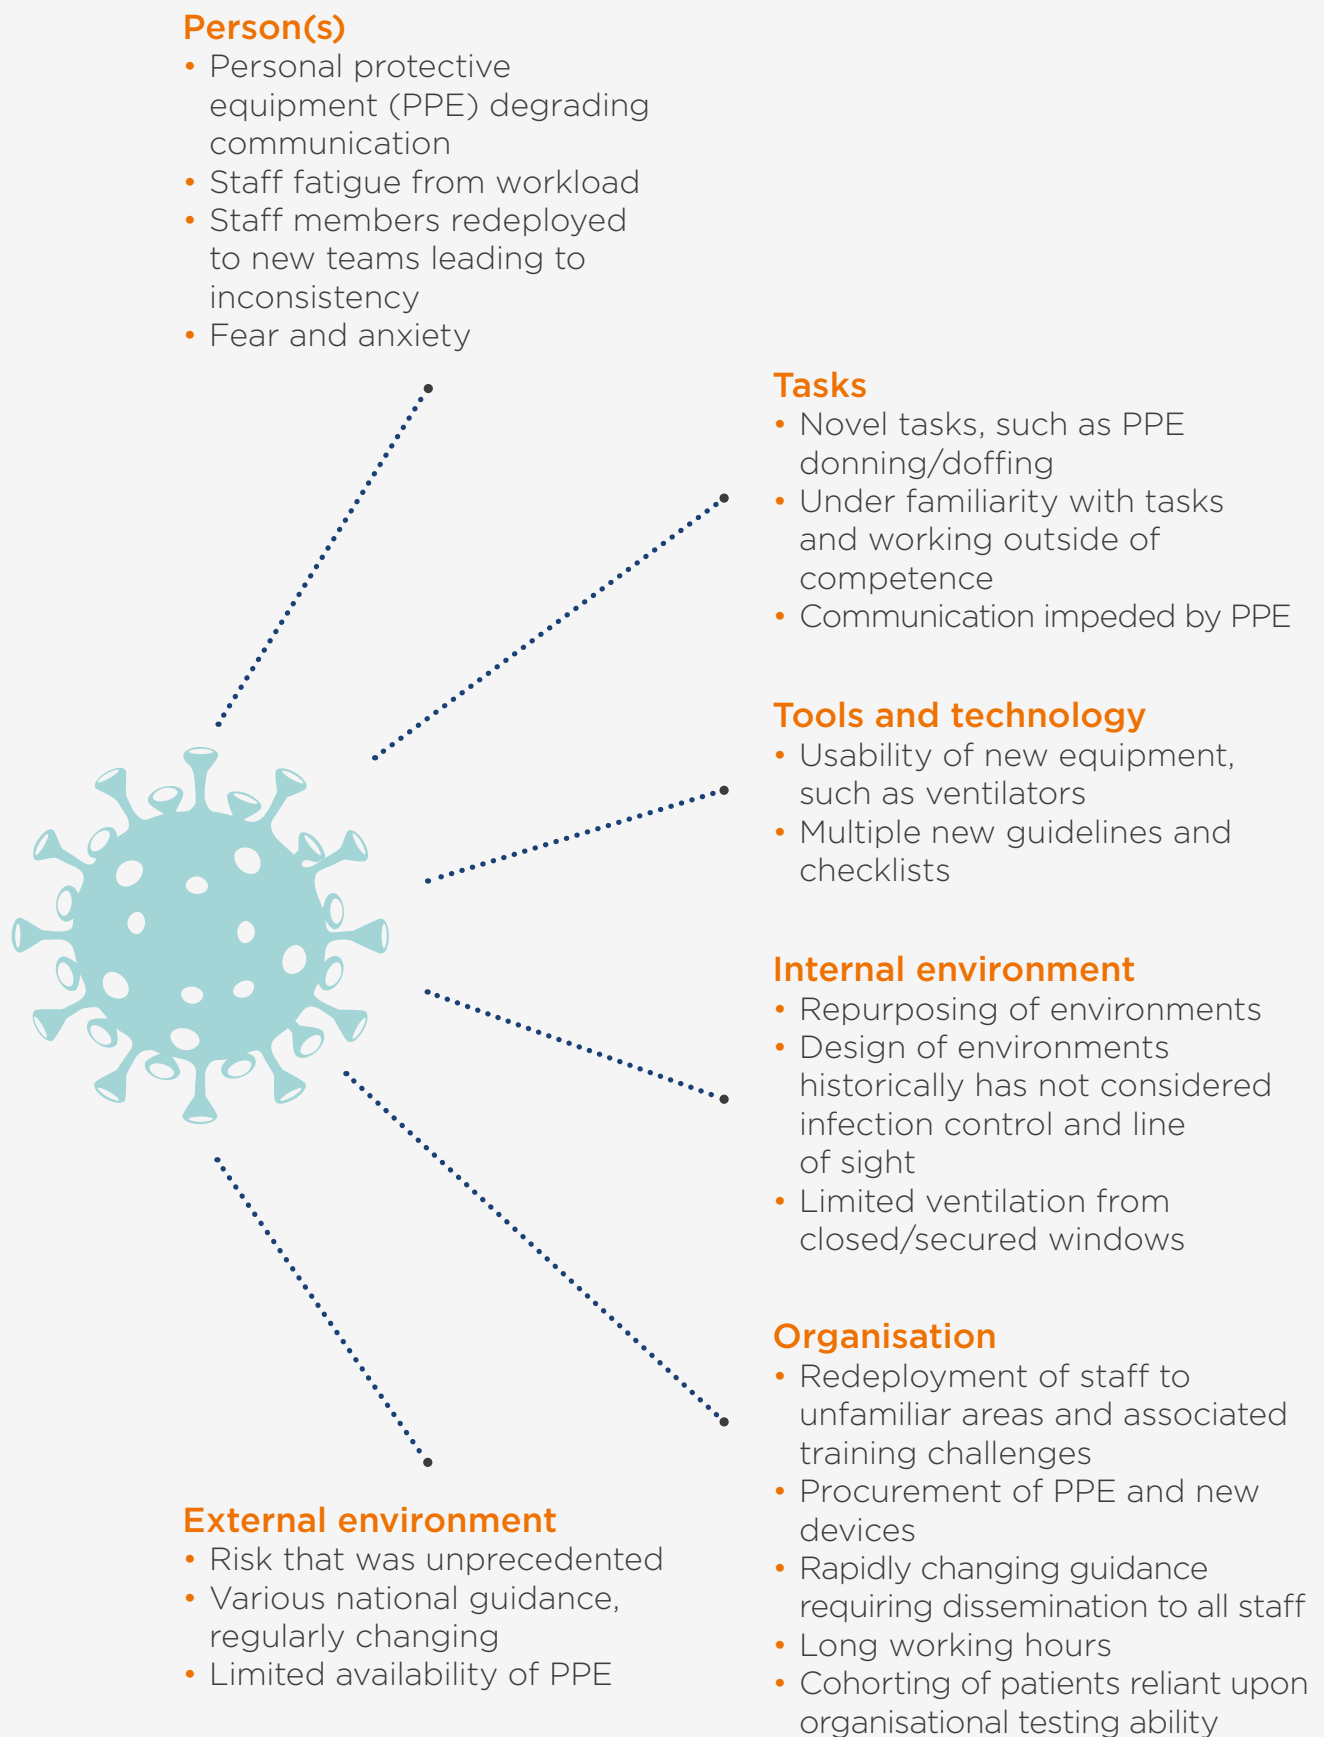 Person(s)
• Personal protective
equipment (PPE) degrading
communication
• Staff fatigue from workload
• Staff members redeployed
to new teams leading to
inconsistency
• Fear and anxiety
Tasks
• Novel tasks, such as PPE
donning/doffing
• Under familiarity with tasks
and working outside of
competence
• Communication impeded by PPE
Tools and technology
• Usability of new equipment,
such as ventilators
• Multiple new guidelines and
checklists
Internal environment
• Repurposing of environments
• Design of environments
historically has not considered
infection control and line
of sight
• Limited ventilation from
closed/secured windows
Organisation
• Redeployment of staff to
unfamiliar areas and associated
training challenges
• Procurement of PPE and new
devices
• Rapidly changing guidance
requiring dissemination to all staff
• Long working hours
• Cohorting of patients reliant upon
organisational testing ability
External environment
• Risk that was unprecedented
• Various national guidance,
regularly changing
• Limited availability of PPE